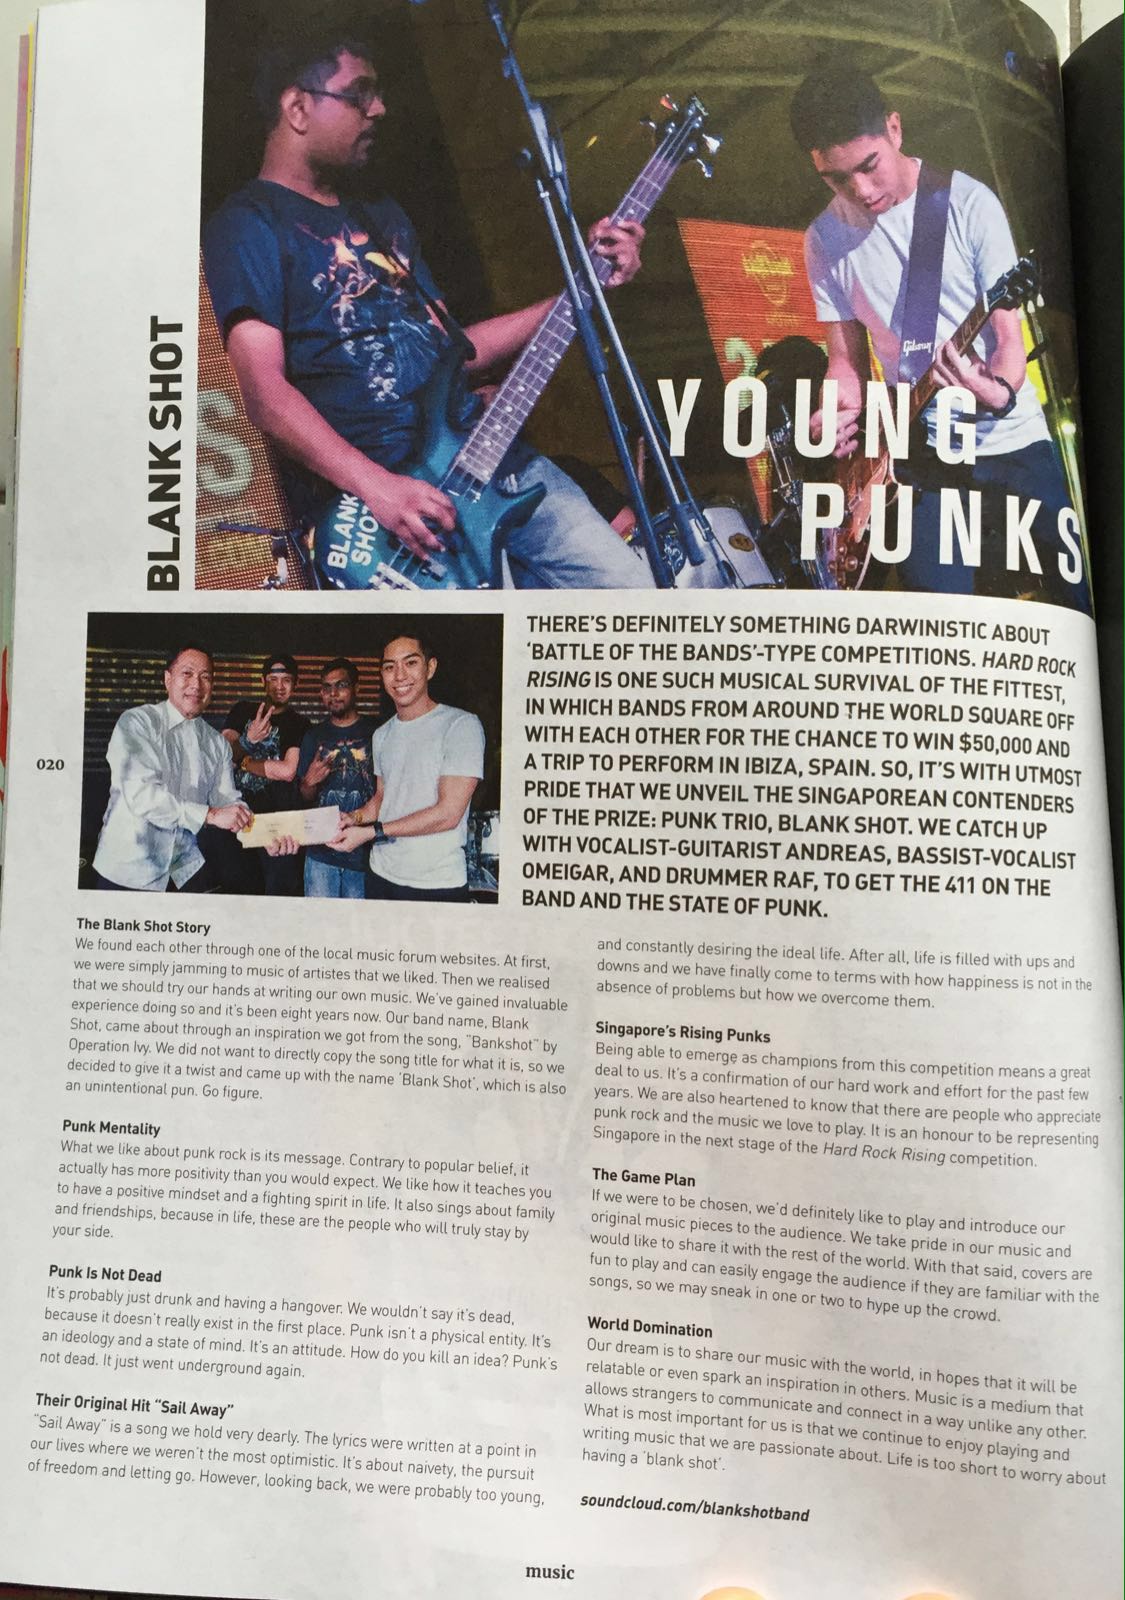 BLANK SHOT
Gibson
BLANK
SHOT
YOUNG
PUNKS
THERE'S DEFINITELY SOMETHING DARWINISTIC ABOUT
'BATTLE OF THE BANDS'-TYPE COMPETITIONS. HARD ROCK
RISING IS ONE SUCH MUSICAL SURVIVAL OF THE FITTEST,
IN WHICH BANDS FROM AROUND THE WORLD SQUARE OFF
WITH EACH OTHER FOR THE CHANCE TO WIN $50,000 AND
A TRIP TO PERFORM IN IBIZA, SPAIN. SO, IT'S WITH UTMOST
PRIDE THAT WE UNVEIL THE SINGAPOREAN CONTENDERS
OF THE PRIZE: PUNK TRIO, BLANK SHOT. WE CATCH UP
WITH VOCALIST-GUITARIST ANDREAS, BASSIST-VOCALIST
OMEIGAR, AND DRUMMER RAF, TO GET THE 411 ON THE
BAND AND THE STATE OF PUNK.
020
The Blank Shot Story
We found each other through one of the local music forum websites. At first,
we were simply jamming to music of artistes that we liked. Then we realised
that we should try our hands at writing our own music. We've gained invaluable
experience doing so and it's been eight years now. Our band name, Blank
Shot, came about through an inspiration we got from the song, "Bankshot" by
Operation Ivy. We did not want to directly copy the song title for what it is, so we
decided to give it a twist and came up with the name 'Blank Shot', which is also
an unintentional pun. Go figure.
Punk Mentality
What we like about punk rock is its message. Contrary to popular belief, it
actually has more positivity than you would expect. We like how it teaches you
to have a positive mindset and a fighting spirit in life. It also sings about family
and friendships, because in life, these are the people who will truly stay by
your side.
Punk Is Not Dead
It's probably just drunk and having a hangover. We wouldn't say it's dead,
because it doesn't really exist in the first place. Punk isn't a physical entity. It's
an ideology and a state of mind. It's an attitude. How do you kill an idea? Punk's
not dead. It just went underground again.
Their Original Hit "Sail Away"
"Sail Away" is a song we hold very dearly. The lyrics were written at a point in
our lives where we weren't the most optimistic. It's about naivety, the pursuit
of freedom and letting go. However, looking back, we were probably too young,
and constantly desiring the ideal life. After all, life is filled with ups and
downs and we have finally come to terms with how happiness is not in the
absence of problems but how we overcome them.
Singapore's Rising Punks
Being able to emerge as champions from this competition means a great
deal to us. It's a confirmation of our hard work and effort for the past few
years. We are also heartened to know that there are people who appreciate
punk rock and the music we love to play. It is an honour to be representing
Singapore in the next stage of the Hard Rock Rising competition.
The Game Plan
If we were to be chosen, we'd definitely like to play and introduce our
original music pieces to the audience. We take pride in our music and
would like to share it with the rest of the world. With that said, covers are
fun to play and can easily engage the audience if they are familiar with the
songs, so we may sneak in one or two to hype up the crowd.
World Domination
Our dream is to share our music with the world, in hopes that it will be
relatable or even spark an inspiration in others. Music is a medium that
allows strangers to communicate and connect in a way unlike any other.
What is most important for us is that we continue to enjoy playing and
writing music that we are passionate about. Life is too short to worry about
having a 'blank shot'.
soundcloud.com/blankshotband
music